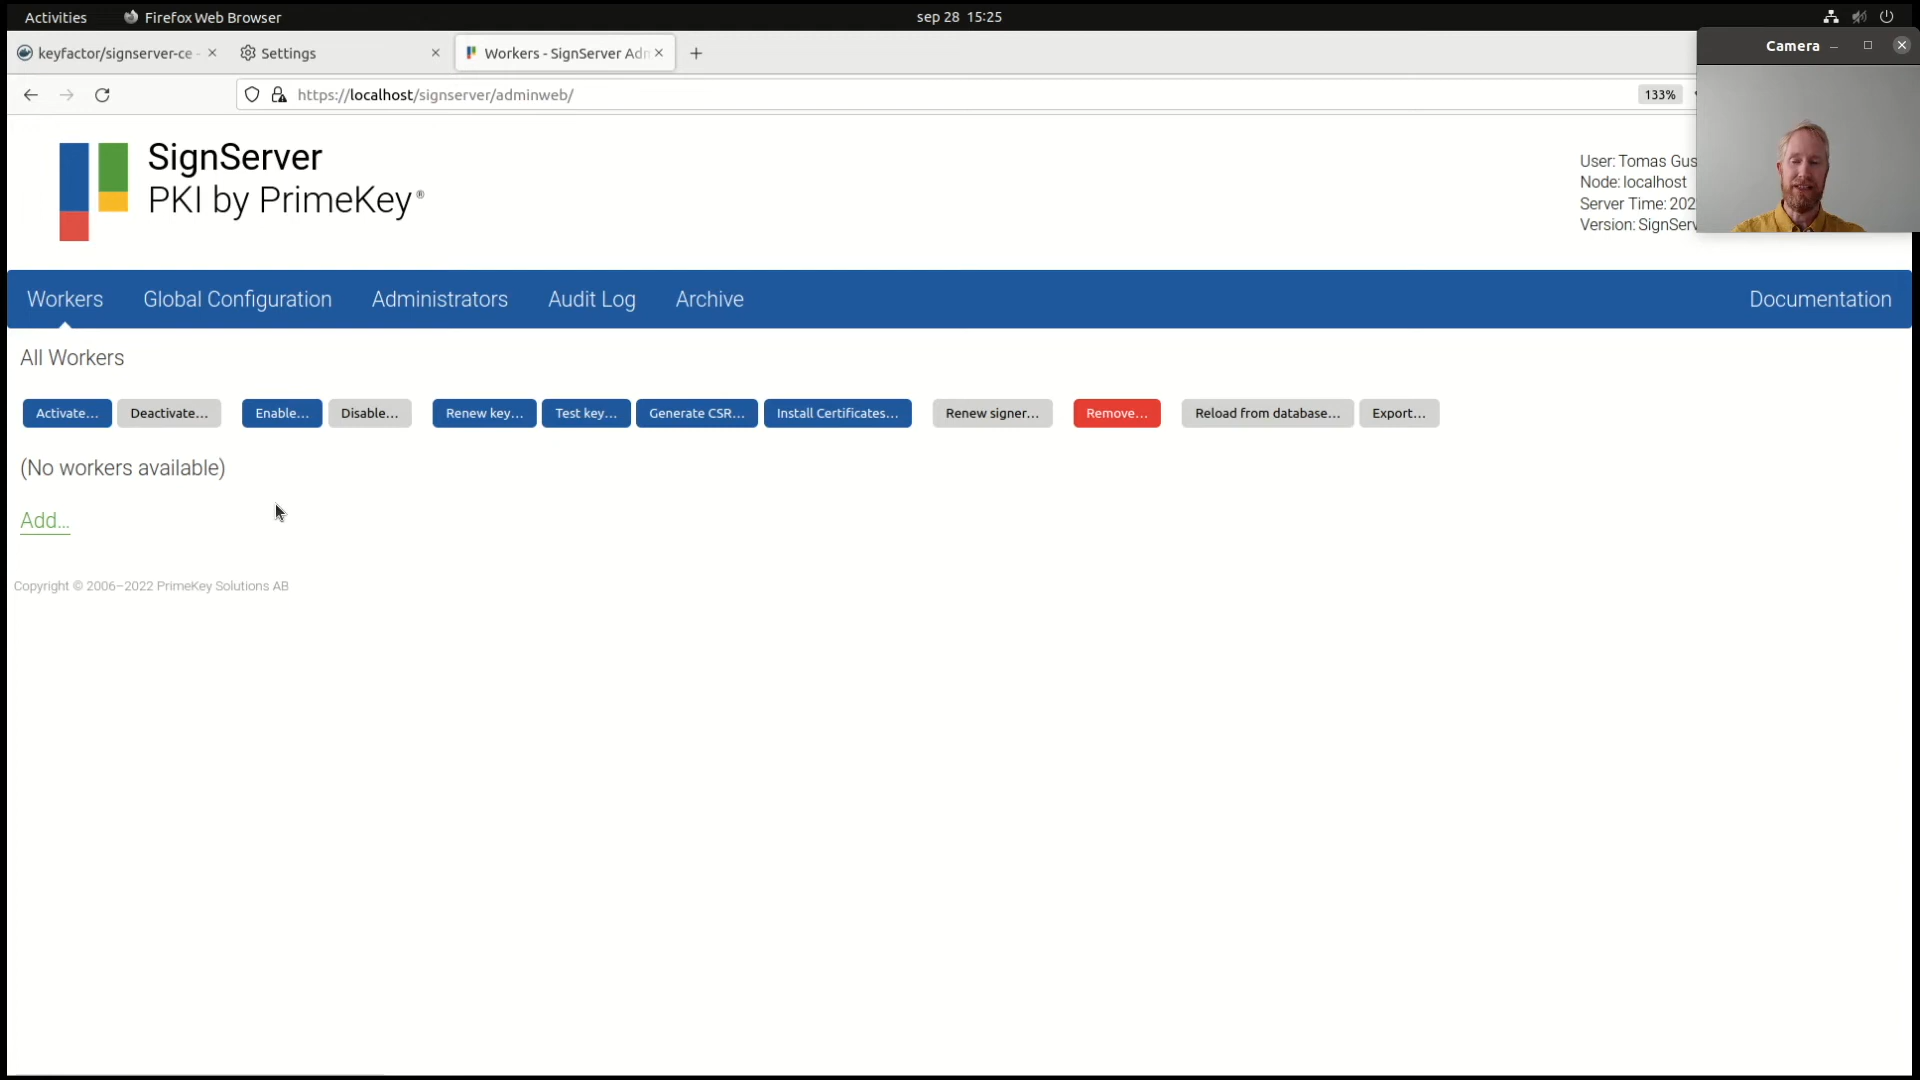 Activities
Firefox Web Browser
sep 28 15:25
keyfactor/signserver-ce -
Settings
Workers - SignServer Adm
Camera
https://localhost/signserver/adminweb/
133%
SignServer
PKI by PrimeKey®
User: Tomas Gus
Node: localhost
Server Time: 202
Version: SignServ
Workers
Global Configuration
Administrators
Audit Log
Archive
Documentation
All Workers
Activate...
Deactivate...
Enable...
Disable...
Renew key...
Test key...
Generate CSR...
Install Certificates...
Renew signer...
Remove...
Reload from database...
Export...
(No workers available)
Add...
Copyright © 2006–2022 PrimeKey Solutions AB